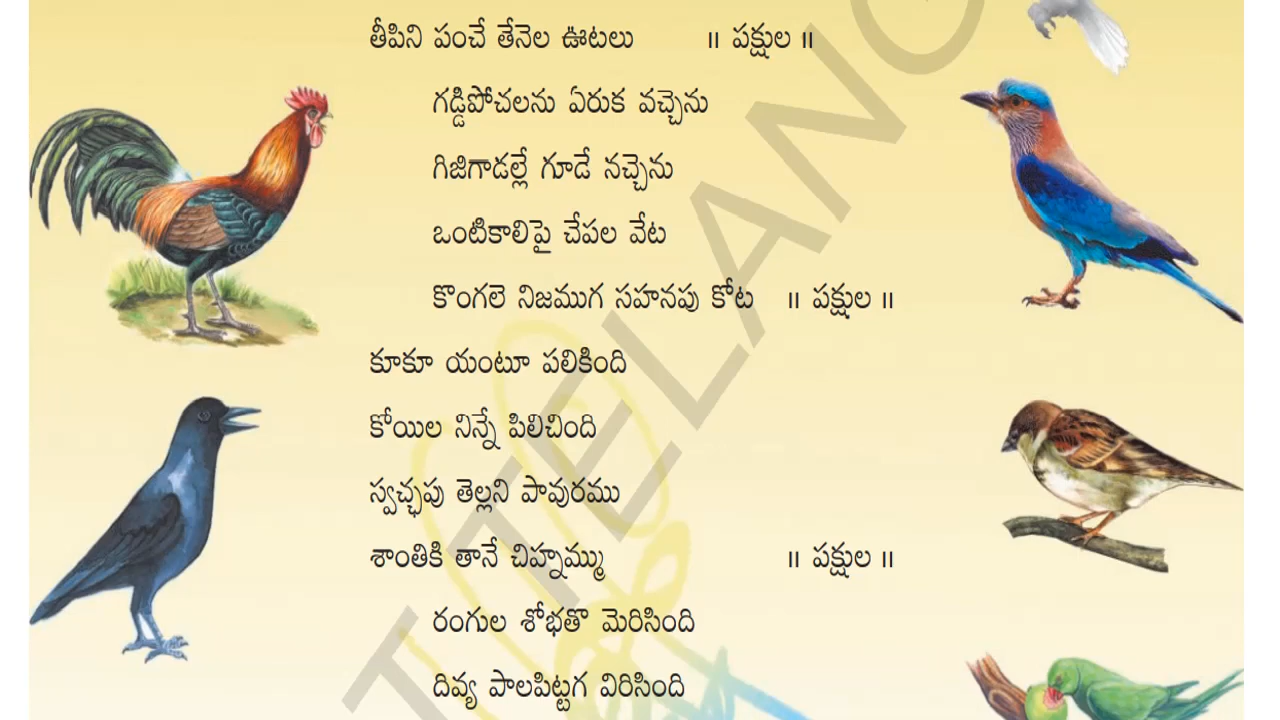 తీపిని పంచే తేనెల ఊటలు ॥ పక్షుల ॥
గడ్డిపోచలను ఏరుక వచ్చెను
గిజిగాడల్లే గూడే నచ్చెను
ఒంటికాలిపై చేపల వేట
కొంగలె నిజముగ సహనపు కోట ॥ పక్షుల ॥
కూకూ యంటూ పలికింది
కోయిల నిన్నే పిలిచింది
స్వచ్ఛపు తెల్లని పావురము
శాంతికి తానే చిహ్నమ్ము ॥ పక్షుల ॥
రంగుల శోభతొ మెరిసింది
దివ్య పాలపిట్టగ విరిసింది
T TELANG